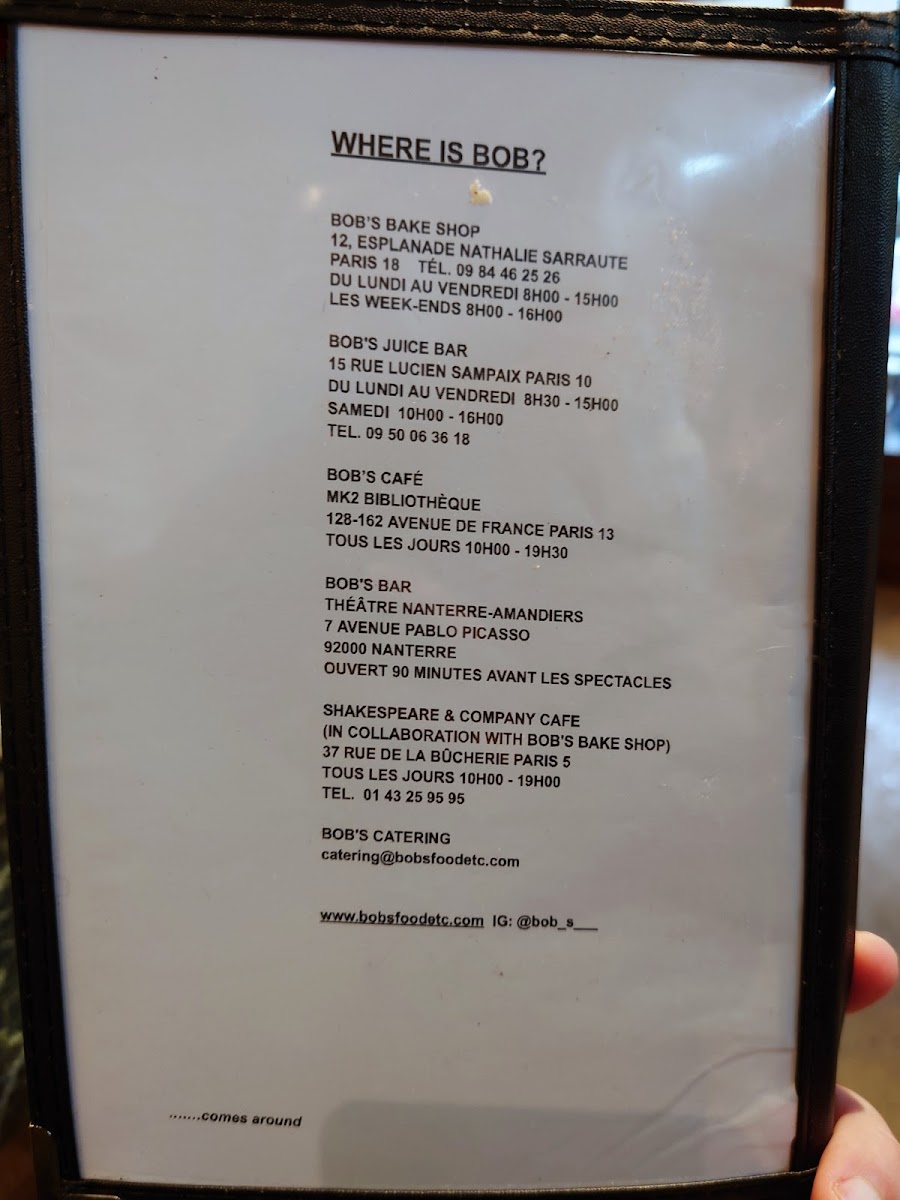 WHERE IS BOB?
BOB'S BAKE SHOP
12, ESPLANADE NATHALIE SARRAUTE
PARIS 18 TÉL. 09 84 46 25 26
DU LUNDI AU VENDREDI 8H00 - 15H00
LES WEEK-ENDS 8H00 - 16H00
BOB'S JUICE BAR
15 RUE LUCIEN SAMPAIX PARIS 10
DU LUNDI AU VENDREDI 8H30 - 15H00
SAMEDI 10H00 - 16H00
TEL. 09 50 06 36 18
BOB'S CAFÉ
MK2 BIBLIOTHÈQUE
128-162 AVENUE DE FRANCE PARIS 13
TOUS LES JOURS 10H00 - 19H30
BOB'S BAR
THÉÂTRE NANTERRE-AMANDIERS
7 AVENUE PABLO PICASSO
92000 NANTERRE
OUVERT 90 MINUTES AVANT LES SPECTACLES
SHAKESPEARE & COMPANY CAFE
(IN COLLABORATION WITH BOB'S BAKE SHOP)
37 RUE DE LA BÛCHERIE PARIS 5
TOUS LES JOURS 10H00 - 19H00
TEL. 01 43 25 95 95
BOB'S CATERING
catering@bobsfoodetc.com
www.bobsfoodetc.com IG: @bob_s___
.......comes around